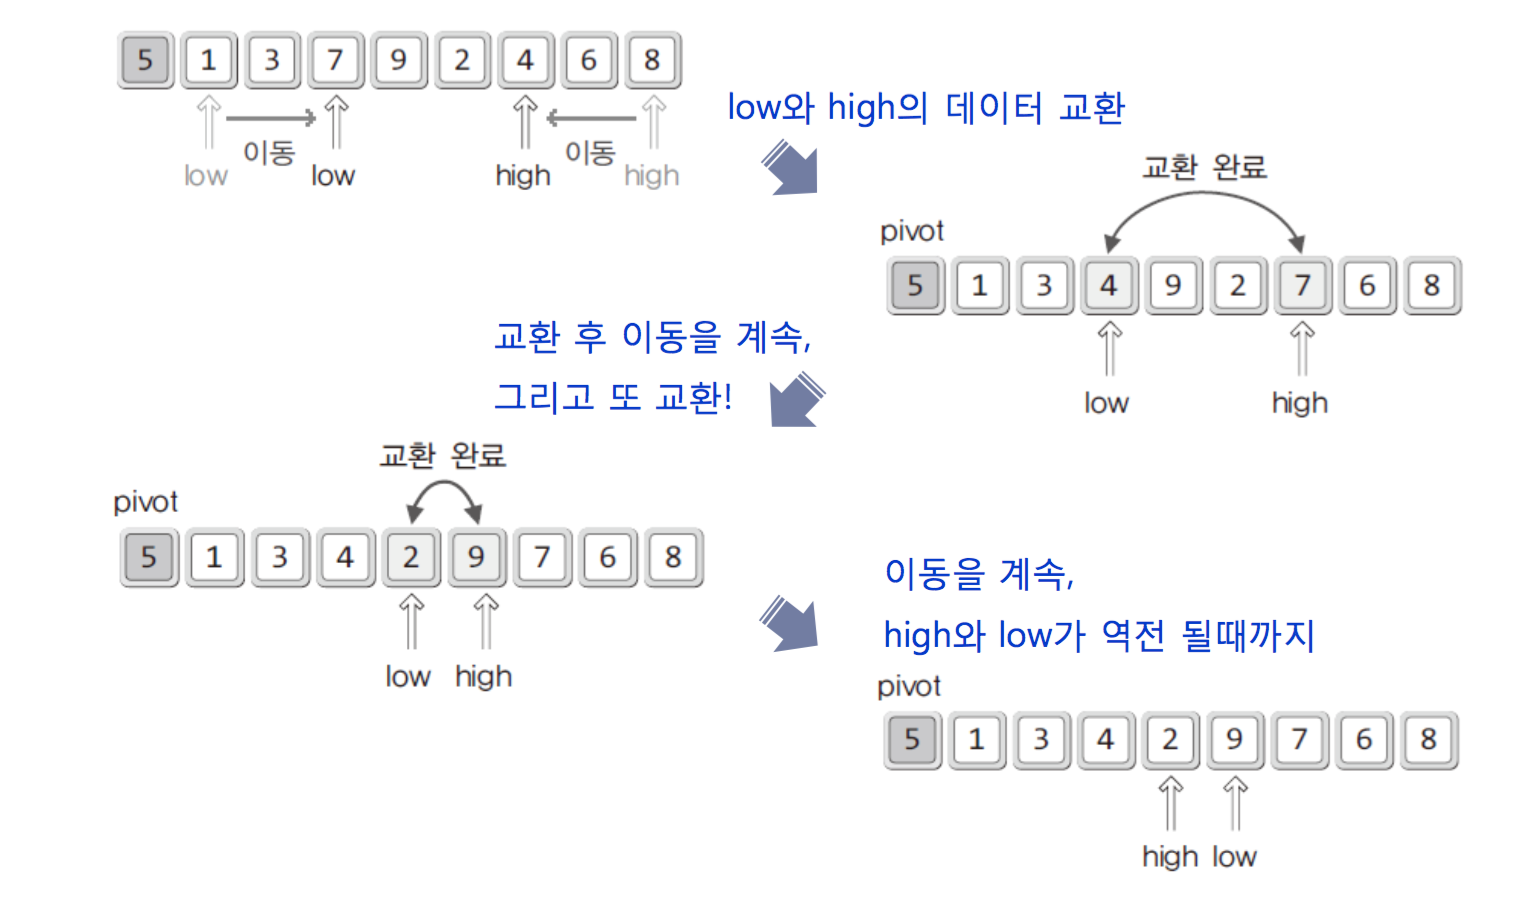 5 1 3 7 9 2 4 6 8
이동 이동
low low high high
low와 high의 데이터 교환
교환 완료
pivot
5 1 3 4 9 2 7 6 8
low high
교환 후 이동을 계속,
그리고 또 교환!
교환 완료
pivot
5 1 3 4 2 9 7 6 8
low high
이동을 계속,
high와 low가 역전 될때까지
pivot
5 1 3 4 2 9 7 6 8
high low